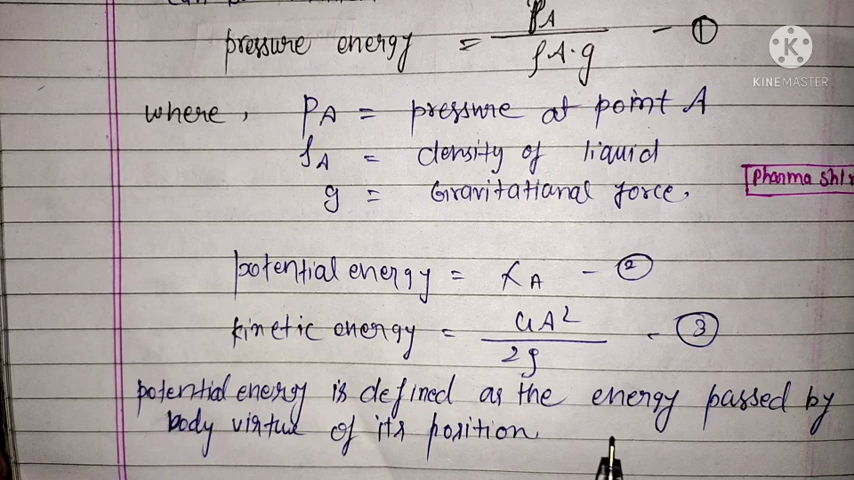 pressure energy = PA / ρA·g - ①
K
KINEMASTER
where, PA = pressure at point A
ρA = density of liquid
g = Gravitational force,
Pharma
potential energy = XA - ②
kinetic energy = uA² / 2g - ③
potential energy is defined as the energy passed by
body virtue of its position